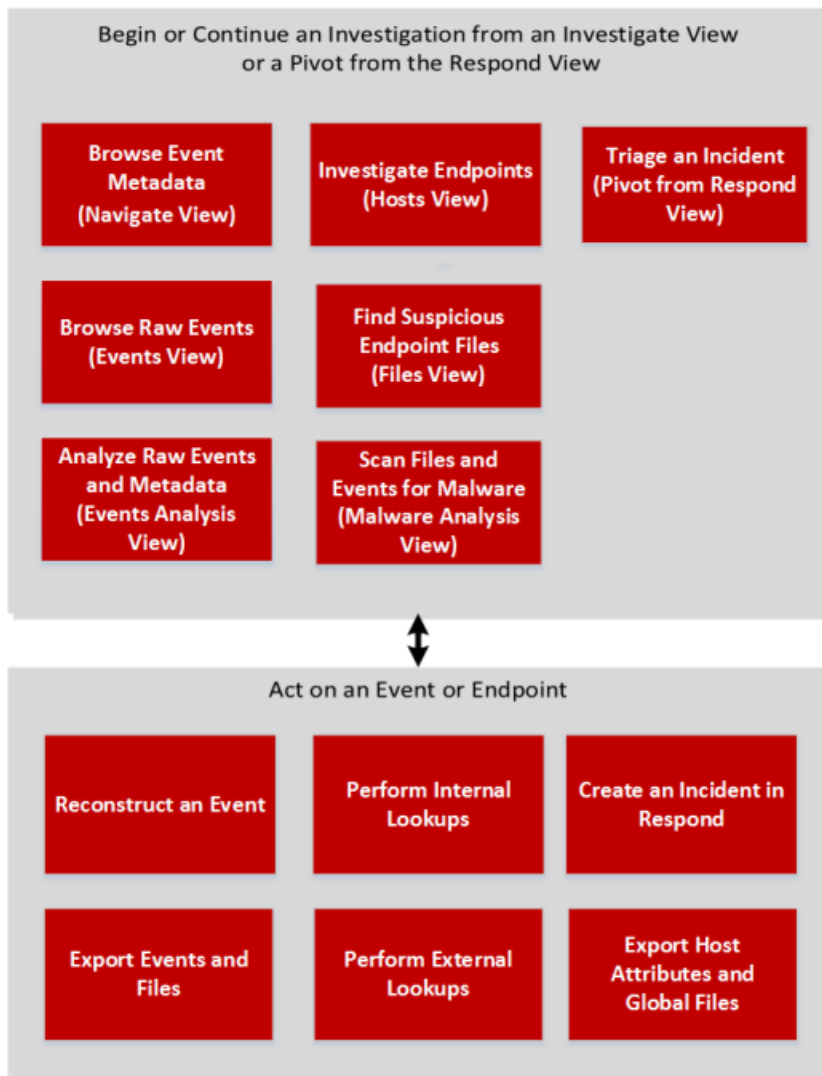 Begin or Continue an Investigation from an Investigate View
or a Pivot from the Respond View
Browse Event
Metadata
(Navigate View)
Investigate Endpoints
(Hosts View)
Triage an Incident
(Pivot from Respond
View)
Browse Raw Events
(Events View)
Find Suspicious
Endpoint Files
(Files View)
Analyze Raw Events
and Metadata
(Events Analysis
View)
Scan Files and
Events for Malware
(Malware Analysis
View)
Act on an Event or Endpoint
Reconstruct an Event
Perform Internal
Lookups
Create an Incident in
Respond
Export Events and
Files
Perform External
Lookups
Export Host
Attributes and
Global Files